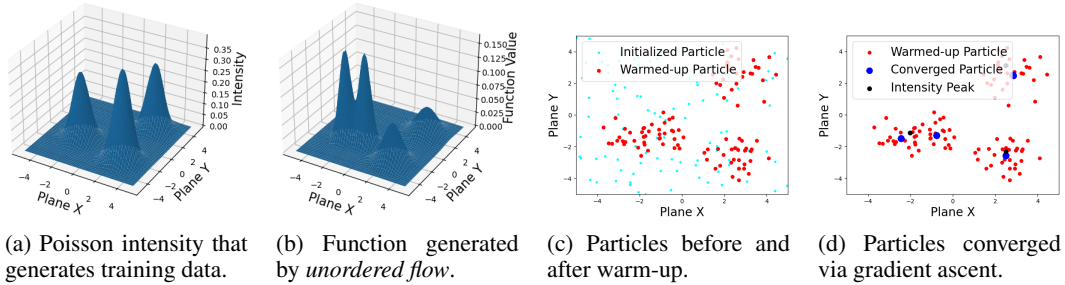 0.35
0.30
0.25
0.20
0.15
0.10
0.05
0.00
Intensity
−4
−2
0
2
4
Plane X
−4
−2
0
2
4
Plane Y
0.150
0.125
0.100
0.075
0.050
0.025
0.000
Function Value
−4
−2
0
2
4
Plane X
−4
−2
0
2
4
Plane Y
Initialized Particle
Warmed-up Particle
4
2
0
−2
−4
Plane Y
−4
−2
0
2
4
Plane X
Warmed-up Particle
Converged Particle
Intensity Peak
4
2
0
−2
−4
Plane Y
−4
−2
0
2
4
Plane X
(a) Poisson intensity that
generates training data.
(b) Function generated
by unordered flow.
(c) Particles before and
after warm-up.
(d) Particles converged
via gradient ascent.